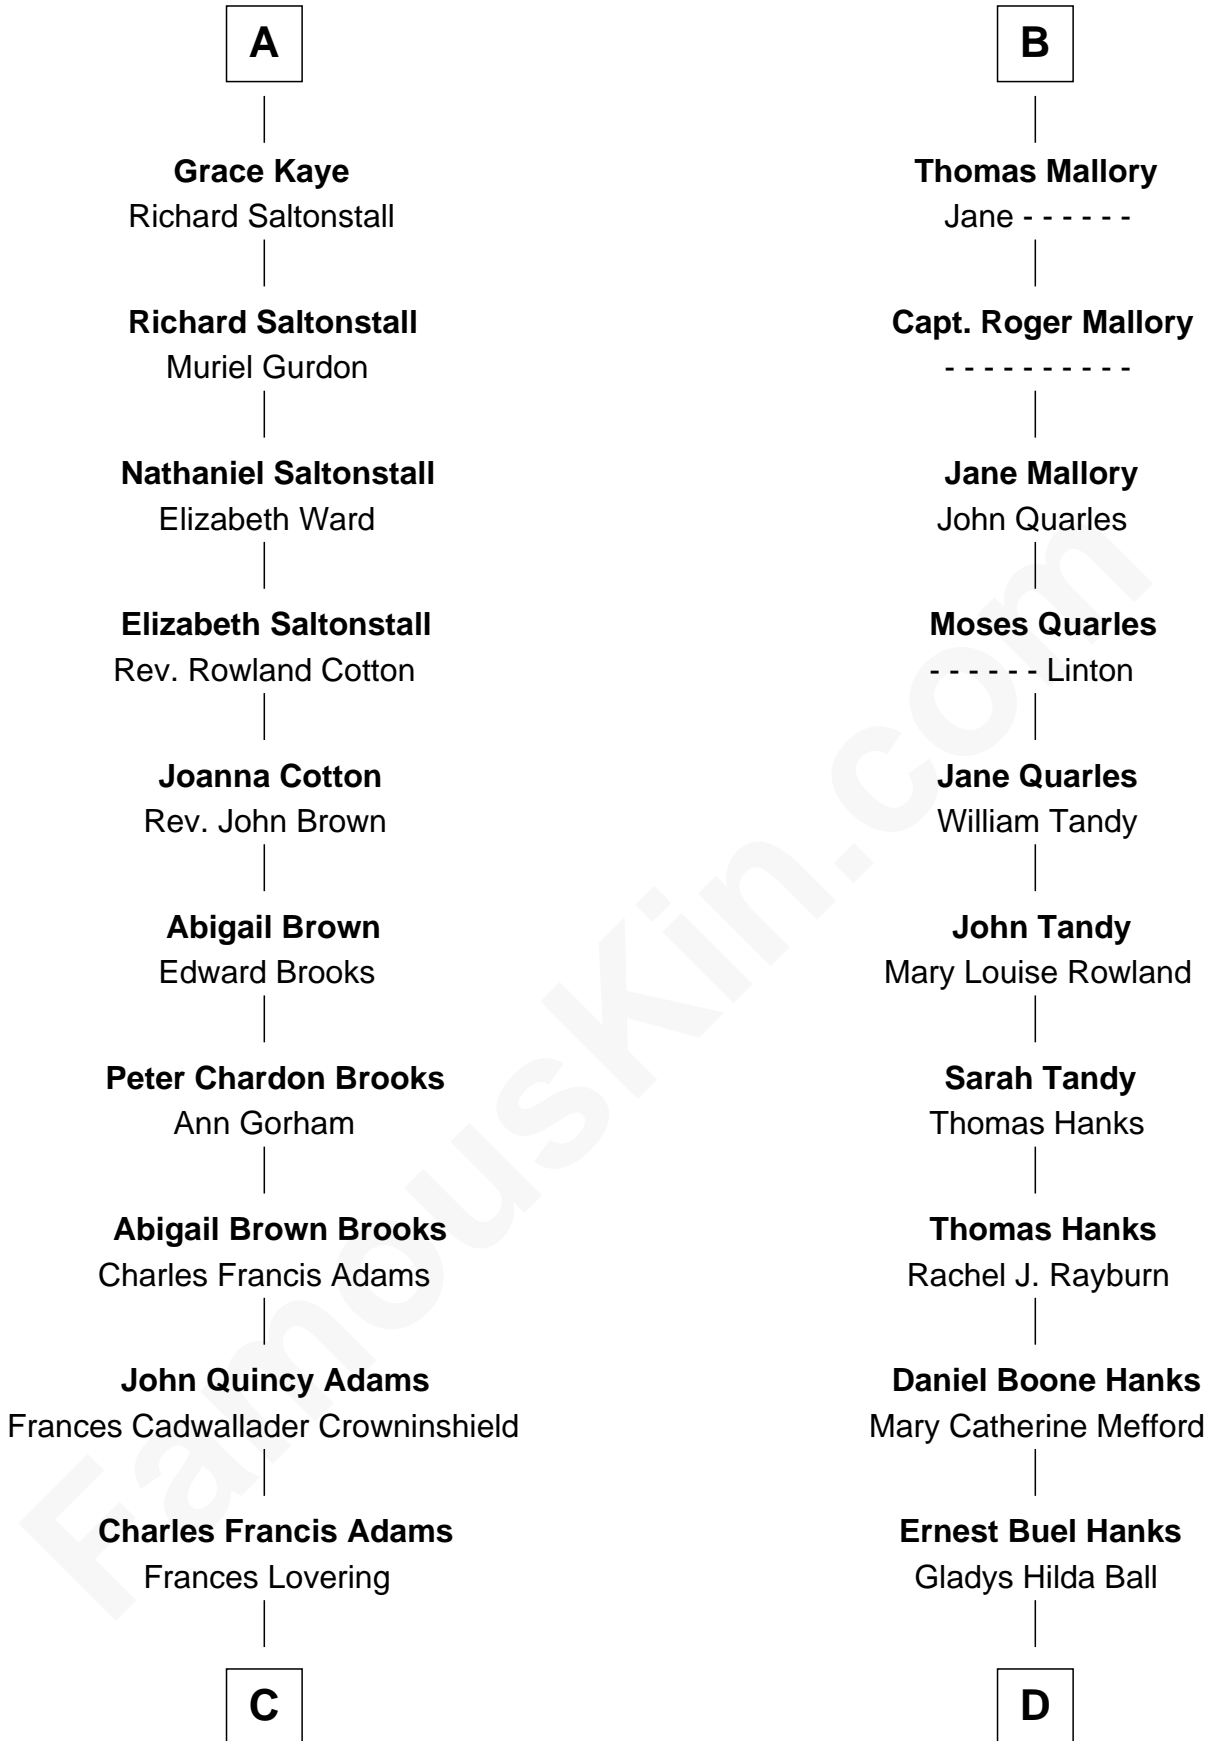 A
Grace Kaye
Richard Saltonstall
Richard Saltonstall
Muriel Gurdon
Nathaniel Saltonstall
Elizabeth Ward
Elizabeth Saltonstall
Rev. Rowland Cotton
Joanna Cotton
Rev. John Brown
Abigail Brown
Edward Brooks
Peter Chardon Brooks
Ann Gorham
Abigail Brown Brooks
Charles Francis Adams
John Quincy Adams
Frances Cadwallader Crowninshield
Charles Francis Adams
Frances Lovering
C
B
Thomas Mallory
Jane - - - - - -
Capt. Roger Mallory
- - - - - - - - - -
Jane Mallory
John Quarles
Moses Quarles
- - - - - - Linton
Jane Quarles
William Tandy
John Tandy
Mary Louise Rowland
Sarah Tandy
Thomas Hanks
Thomas Hanks
Rachel J. Rayburn
Daniel Boone Hanks
Mary Catherine Mefford
Ernest Buel Hanks
Gladys Hilda Ball
D
FamousKin.com